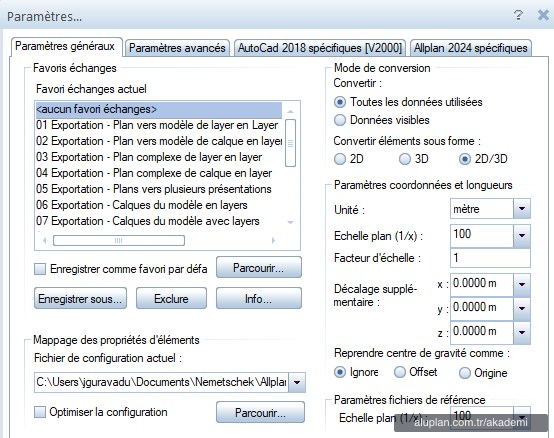 Paramètres...
Paramètres généraux
Paramètres avancés
AutoCad 2018 spécifiques [V2000]
Allplan 2024 spécifiques
Favoris échanges
Favori échanges actuel
<aucun favori échanges>
01 Exportation - Plan vers modèle de layer en Layer
02 Exportation - Plan vers modèle de calque en layer
03 Exportation - Plan complexe de layer en layer
04 Exportation - Plan complexe de calque en layer
05 Exportation - Plans vers plusieurs présentations
06 Exportation - Calques du modèle en layers
07 Exportation - Calques du modèle avec layers
Enregistrer comme favori par défa
Parcourir...
Enregistrer sous...
Exclure
Info...
Mappage des propriétés d'éléments
Fichier de configuration actuel :
C:\Users\jguravadu\Documents\Nemetschek\Allplan
Optimiser la configuration
Parcourir...
Mode de conversion
Convertir :
Toutes les données utilisées
Données visibles
Convertir éléments sous forme :
2D
3D
2D/3D
Paramètres coordonnées et longueurs
Unité :
mètre
Echelle plan (1/x) :
100
Facteur d'échelle :
1
Décalage supplé-
mentaire :
x :
0.0000 m
y :
0.0000 m
z :
0.0000 m
Reprendre centre de gravité comme :
Ignore
Offset
Origine
Paramètres fichiers de référence
Echelle plan (1/x) :
100
aluplan.com.tr/akademi